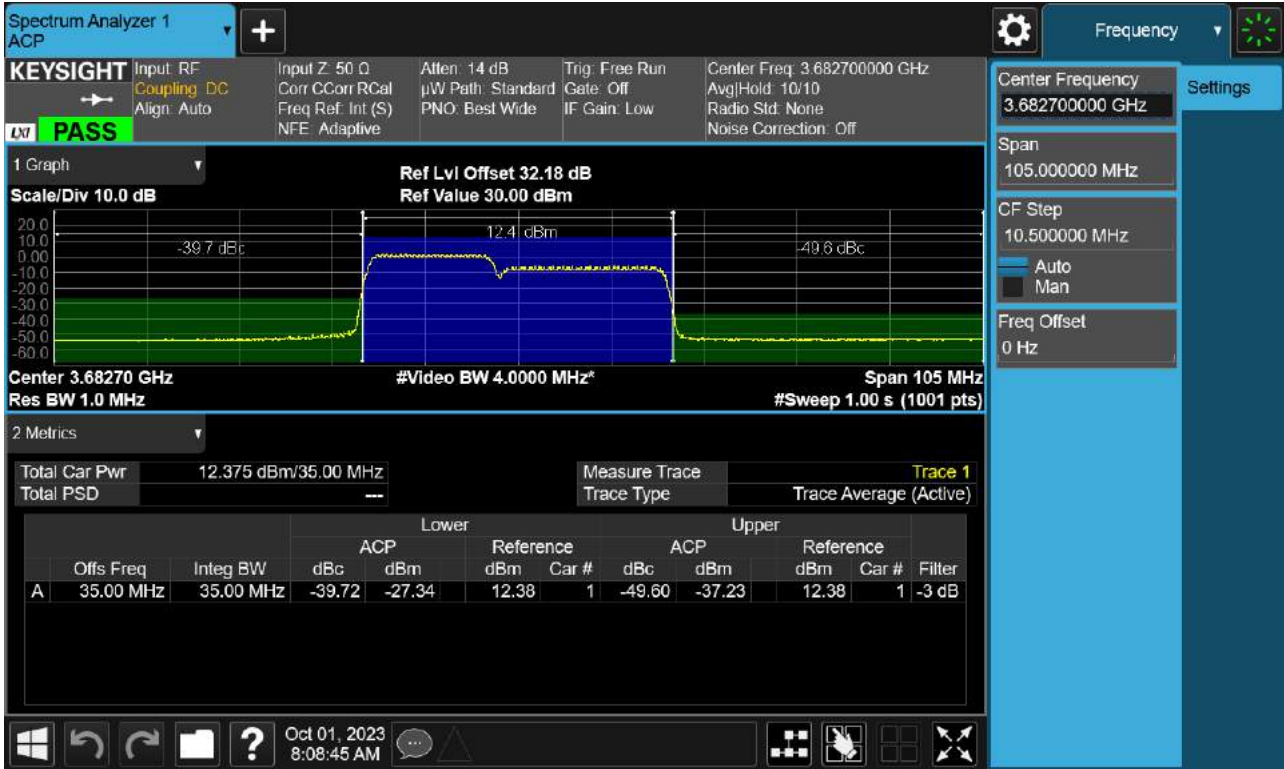 Spectrum Analyzer 1
ACP
Frequency
KEYSIGHT
Input: RF
Coupling: DC
Align: Auto
Input Z: 50 Ω
Corr CCorr RCal
Freq Ref: Int (S)
NFE: Adaptive
Atten: 14 dB
µW Path: Standard
PNO: Best Wide
Trig: Free Run
Gate: Off
IF Gain: Low
Center Freq: 3.682700000 GHz
Avg|Hold: 10/10
Radio Std: None
Noise Correction: Off
LXI
PASS
Center Frequency
3.682700000 GHz
Settings
Span
105.000000 MHz
CF Step
10.500000 MHz
Auto
Man
Freq Offset
0 Hz
1 Graph
Ref Lvl Offset 32.18 dB
Scale/Div 10.0 dB
Ref Value 30.00 dBm
20.0
10.0
0.00
-10.0
-20.0
-30.0
-40.0
-50.0
-60.0
-39.7 dBc
12.4 dBm
-49.6 dBc
Center 3.68270 GHz
#Video BW 4.0000 MHz*
Span 105 MHz
Res BW 1.0 MHz
#Sweep 1.00 s (1001 pts)
2 Metrics
Total Car Pwr 12.375 dBm/35.00 MHz
Total PSD ---
Measure Trace Trace 1
Trace Type Trace Average (Active)
Lower Upper
ACP Reference ACP Reference
Offs Freq Integ BW dBc dBm dBm Car # dBc dBm dBm Car # Filter
A 35.00 MHz 35.00 MHz -39.72 -27.34 12.38 1 -49.60 -37.23 12.38 1 -3 dB
Oct 01, 2023
8:08:45 AM